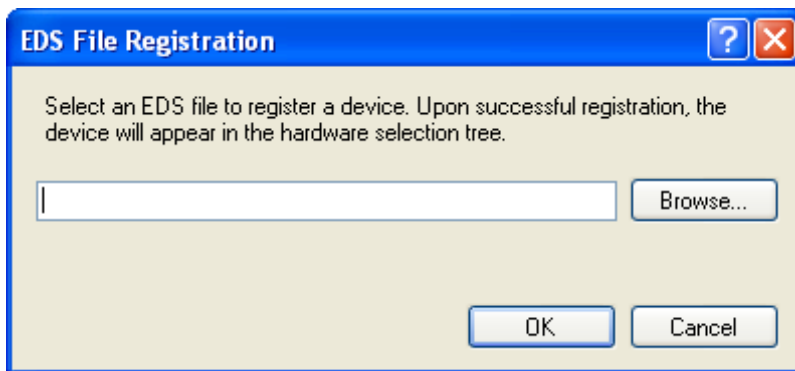 EDS File Registration
?
Select an EDS file to register a device. Upon successful registration, the
device will appear in the hardware selection tree.
Browse...
OK
Cancel